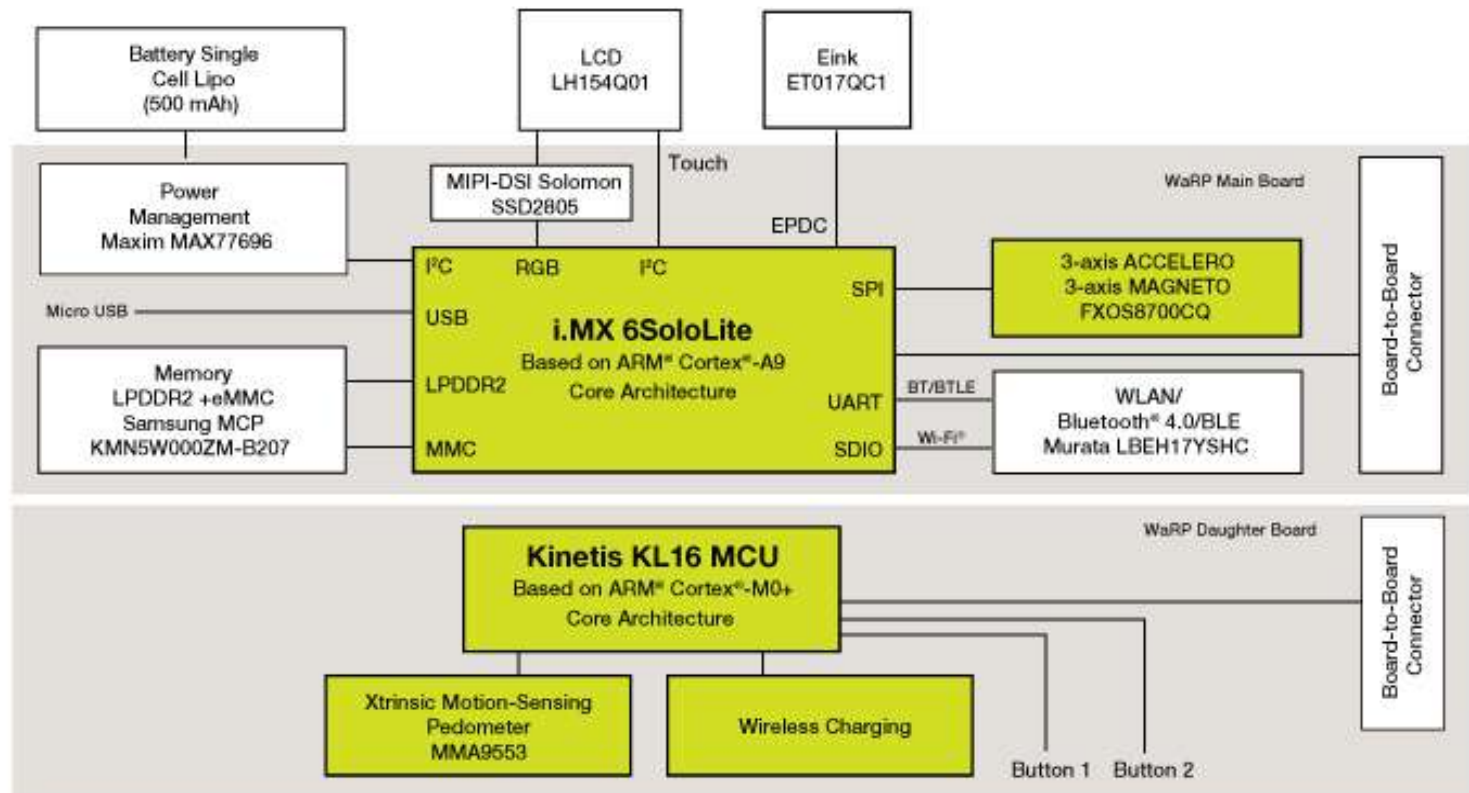 Battery Single
Cell Lipo
(500 mAh)
LCD
LH154Q01
Eink
ET017QC1
Power
Management
Maxim MAX77696
MIPI-DSI Solomon
SSD2805
Touch
EPDC
WaRP Main Board
I²C
RGB
I²C
SPI
3-axis ACCELERO
3-axis MAGNETO
FXOS8700CQ
Board-to-Board
Connector
Micro USB
USB
i.MX 6SoloLite
Based on ARM® Cortex®-A9
Core Architecture
Memory
LPDDR2 +eMMC
Samsung MCP
KMN5W000ZM-B207
LPDDR2
MMC
UART
SDIO
BT/BTLE
Wi-Fi®
WLAN/
Bluetooth® 4.0/BLE
Murata LBEH17YSHC
WaRP Daughter Board
Kinetis KL16 MCU
Based on ARM® Cortex®-M0+
Core Architecture
Board-to-Board
Connector
Xtrinsic Motion-Sensing
Pedometer
MMA9553
Wireless Charging
Button 1
Button 2